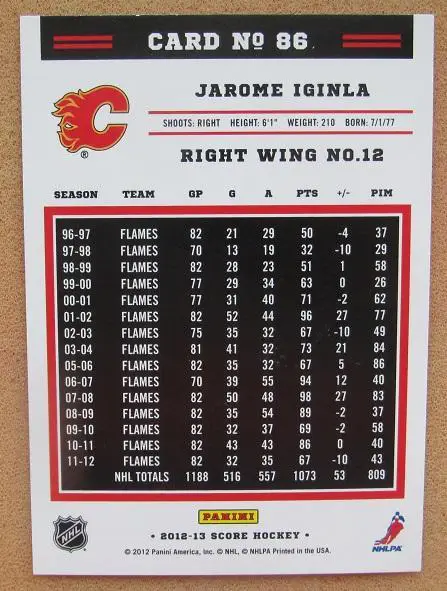 CARD Nº 86
JAROME IGINLA
SHOOTS: RIGHT HEIGHT: 6'1" WEIGHT: 210 BORN: 7/1/77
RIGHT WING NO.12
SEASON TEAM GP G A PTS +/- PIM
96-97 FLAMES 82 21 29 50 -4 37
97-98 FLAMES 70 13 19 32 -10 29
98-99 FLAMES 82 28 23 51 1 58
99-00 FLAMES 77 29 34 63 0 26
00-01 FLAMES 77 31 40 71 -2 62
01-02 FLAMES 82 52 44 96 27 77
02-03 FLAMES 75 35 32 67 -10 49
03-04 FLAMES 81 41 32 73 21 84
05-06 FLAMES 82 35 32 67 5 86
06-07 FLAMES 70 39 55 94 12 40
07-08 FLAMES 82 50 48 98 27 83
08-09 FLAMES 82 35 54 89 -2 37
09-10 FLAMES 82 32 37 69 -2 58
10-11 FLAMES 82 43 43 86 0 40
11-12 FLAMES 82 32 35 67 -10 43
NHL TOTALS 1188 516 557 1073 53 809
PANINI
• 2012-13 SCORE HOCKEY •
© 2012 Panini America, Inc. © NHL, © NHLPA Printed in the USA.
NHL
NHLPA